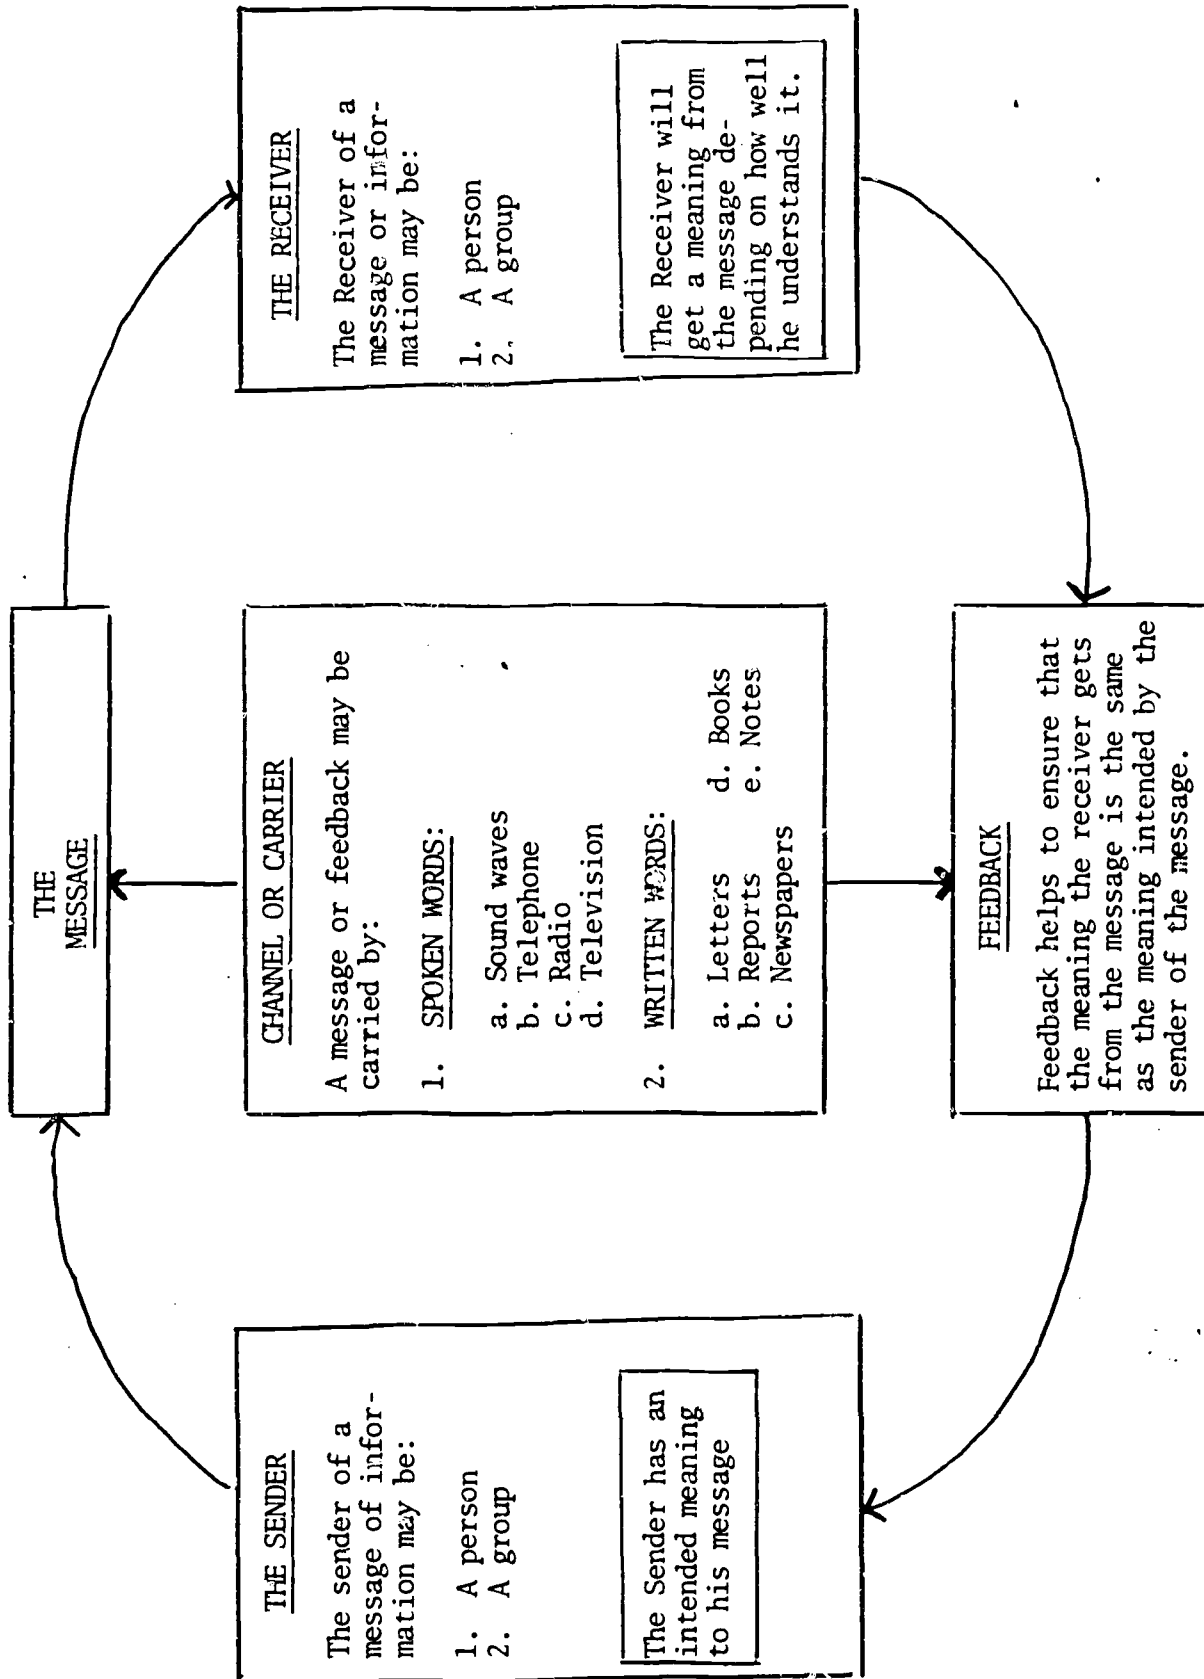 THE
MESSAGE
THE SENDER
The sender of a
message of infor-
mation may be:
1. A person
2. A group
The Sender has an
intended meaning
to his message
CHANNEL OR CARRIER
A message or feedback may be
carried by:
1. SPOKEN WORDS:
a. Sound waves
b. Telephone
c. Radio
d. Television
2. WRITTEN WORDS:
a. Letters d. Books
b. Reports e. Notes
c. Newspapers
THE RECEIVER
The Receiver of a
message or infor-
mation may be:
1. A person
2. A group
The Receiver will
get a meaning from
the message de-
pending on how well
he understands it.
FEEDBACK
Feedback helps to ensure that
the meaning the receiver gets
from the message is the same
as the meaning intended by the
sender of the message.